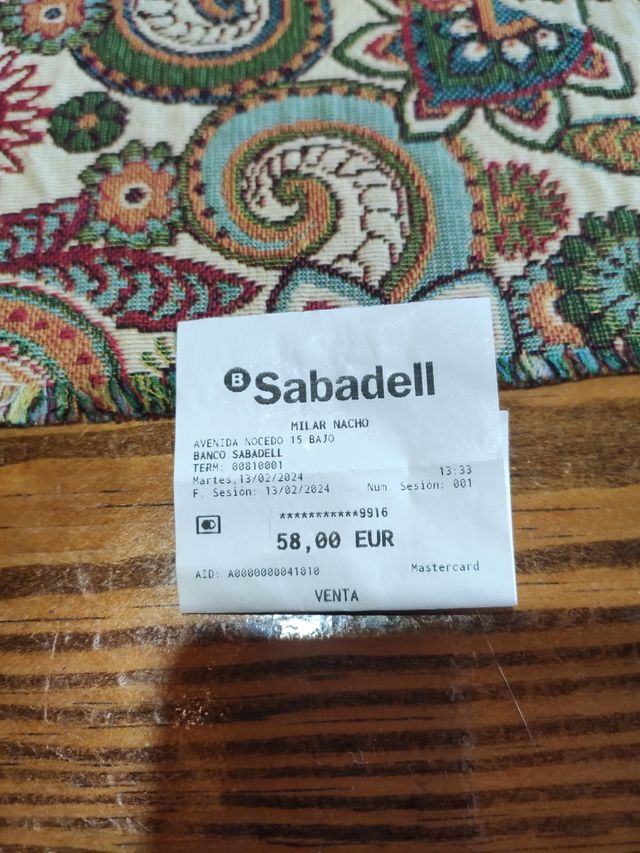 B Sabadell
MILAR NACHO
AVENIDA NOCEDO 15 BAJO
BANCO SABADELL
TERM: 00810001 13:33
Martes,13/02/2024
F. Sesión: 13/02/2024 Num. Sesión: 001
***********9916
58,00 EUR
AID: A0000000041010 Mastercard
VENTA